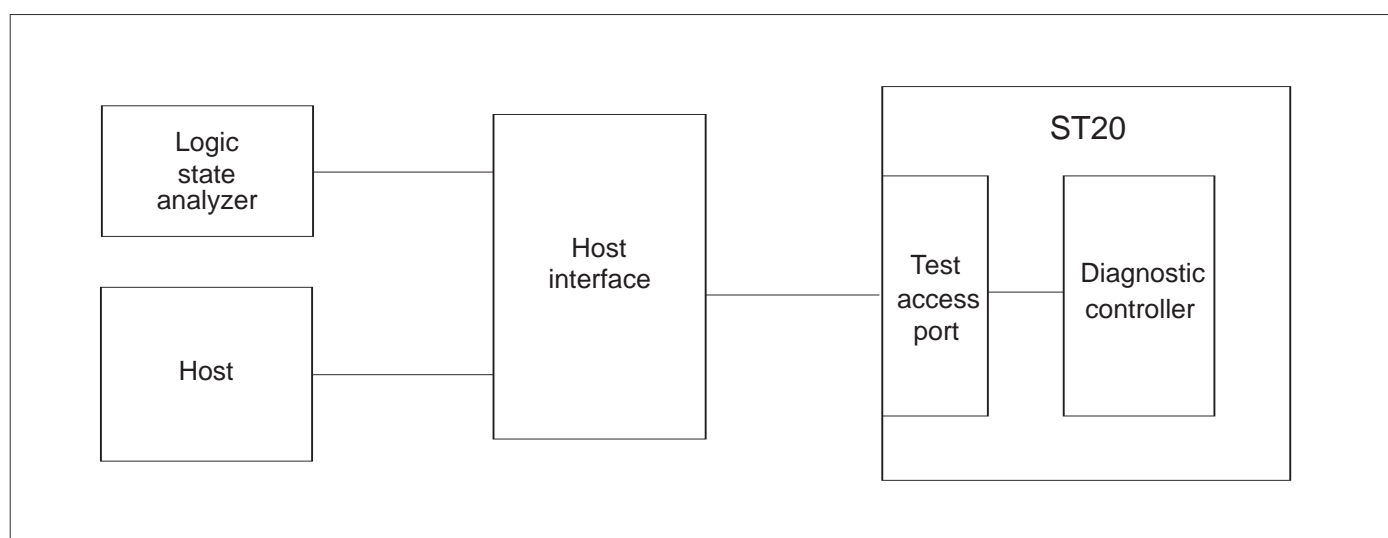 Logic
state
analyzer
Host
Host
interface
ST20
Test
access
port
Diagnostic
controller